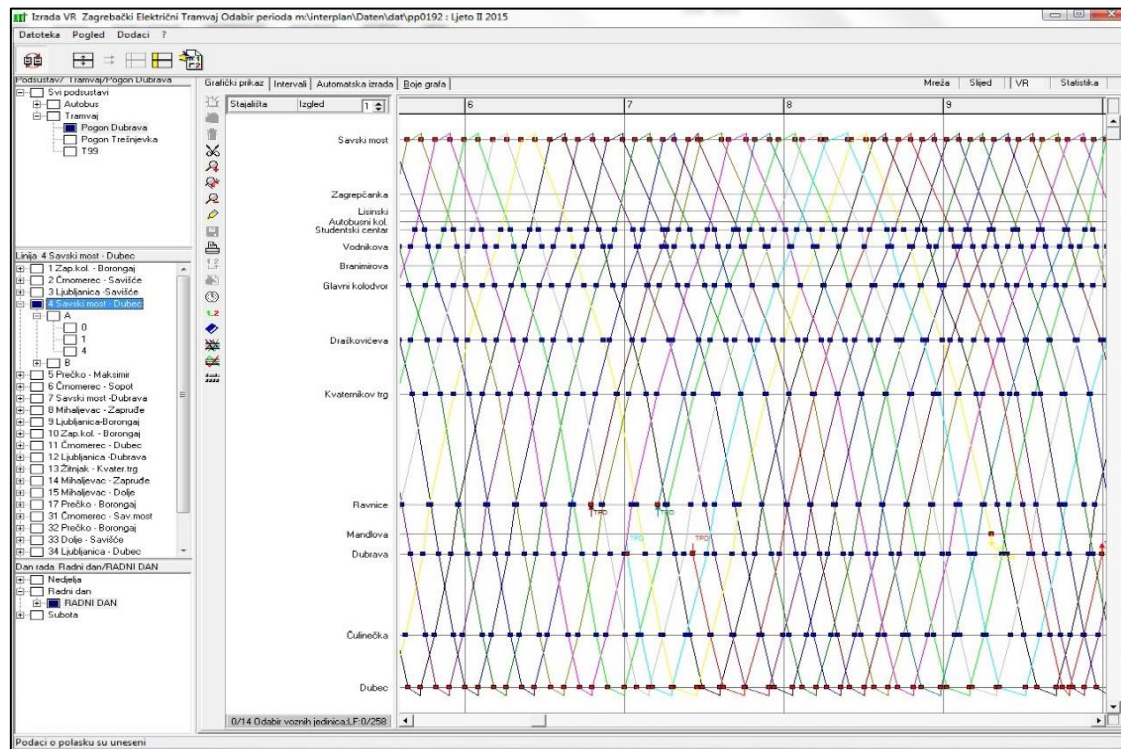 Izrada VR Zagrebački Električni Tramvaj Odabir perioda m:\interplan\Daten\dat\pp0192 : Ljeto II 2015
Datoteka Pogled Dodaci ?
Podsustav/ Tramvaj/Pogon Dubrava
Svi podsustavi
Autobus
Tramvaj
Pogon Dubrava
Pogon Trešnjevka
T99
Linija 4 Savski most - Dubec
1 Zap.kol. - Borongaj
2 Črnomerec - Savišće
3 Ljubljanica -Savišće
4 Savski most - Dubec
A
0
1
4
B
5 Prečko - Maksimir
6 Črnomerec - Sopot
7 Savski most -Dubrava
8 Mihaljevac - Zapruđe
9 Ljubljanica-Borongaj
10 Zap.kol. - Borongaj
11 Črnomerec - Dubec
12 Ljubljanica -Dubrava
13 Žitnjak - Kvater.trg
14 Mihaljevac - Zapruđe
15 Mihaljevac - Dolje
17 Prečko - Borongaj
31 Črnomerec - Sav.most
32 Prečko - Borongaj
33 Dolje - Savišće
34 Ljubljanica - Dubec
Dan rada Radni dan/RADNI DAN
Nedjelja
Radni dan
RADNI DAN
Subota
Grafički prikaz Intervali Automatska izrada Boje grafa
Mreža Slijed VR Statistika
Stajališta Izgled 1
6 7 8 9
Savski most
Zagrepčanka
Lisinski
Autobusni kol.
Studentski centar
Vodnikova
Branimirova
Glavni kolodvor
Draškovićeva
Kvaternikov trg
Ravnice
TPD TPD
Mandlova
TPD TPD
Dubrava
Čulinečka
Dubec
0/14 Odabir voznih jedinica:LF:0/258
Podaci o polasku su uneseni